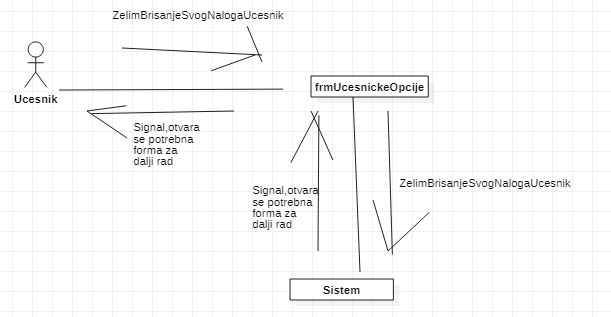 ZelimBrisanjeSvogNalogaUcesnik
frmUcesnickeOpcije
Ucesnik
Signal,otvara
se potrebna
forma za
dalji rad
Signal,otvara
se potrebna
forma za
dalji rad
ZelimBrisanjeSvogNalogaUcesnik
Sistem